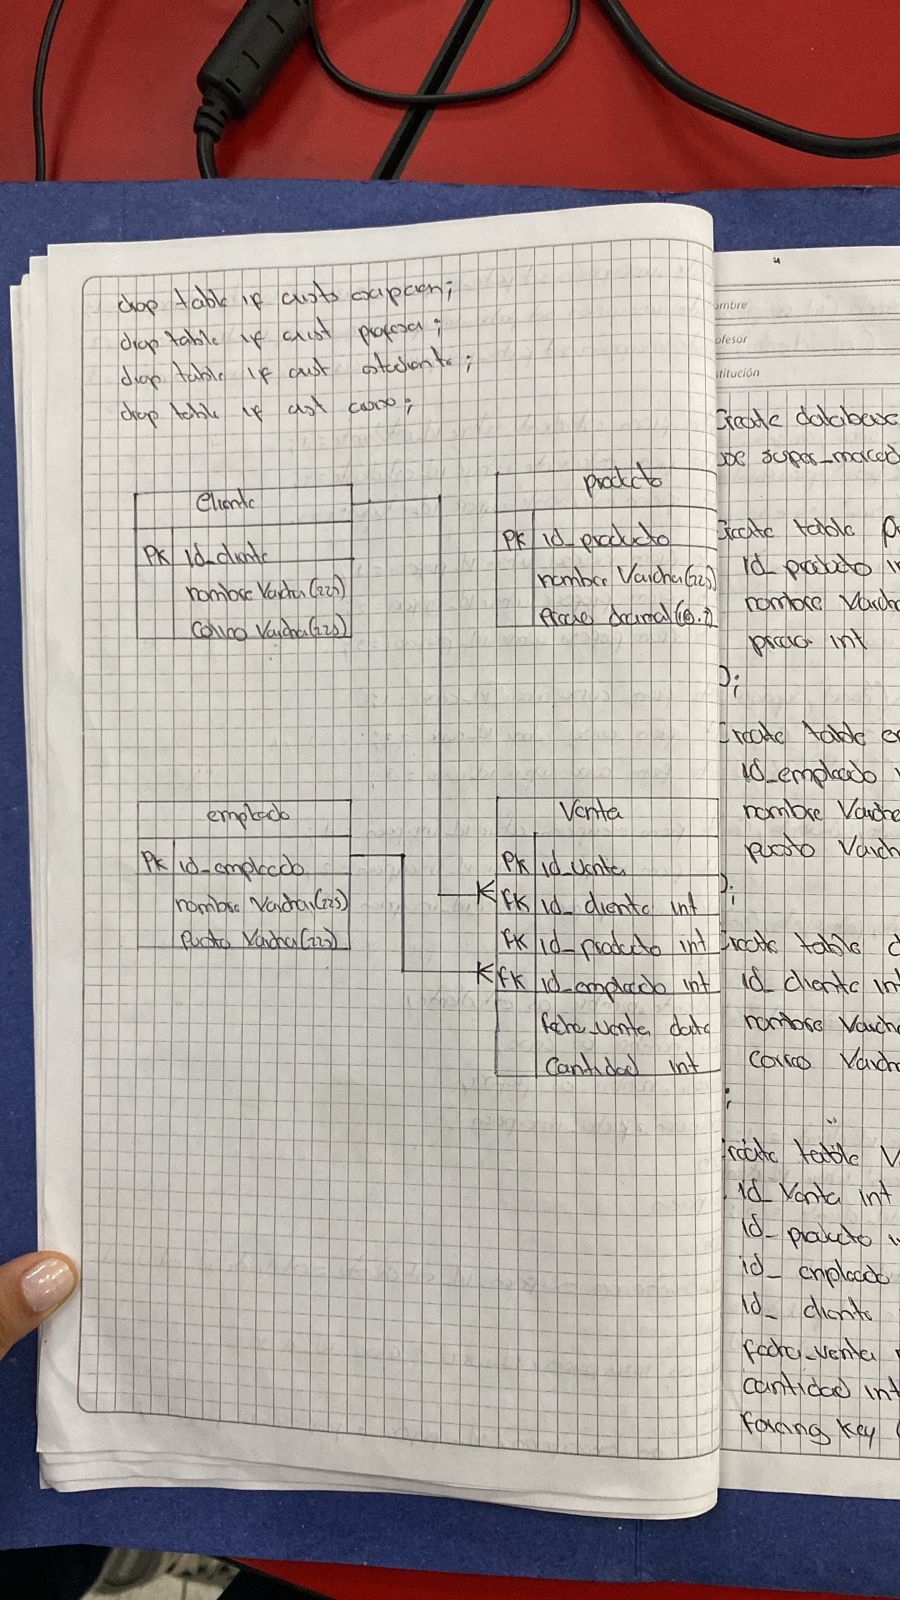 drop table if exists inscripcion;
drop table if exist profesor;
drop table if exist estudiante;
drop table if exist curso;
Cliente
PK id_cliente
nombre Varchar(225)
correo Varchar(225)
producto
PK id_producto
nombre Varchar(225)
Precio decimal(10.2)
empleado
PK id_empleado
nombre Varchar(225)
Puesto Varchar(225)
Venta
PK id_venta
FK id_cliente int
FK id_producto int
FK id_empleado int
fecha_venta date
Cantidad int
ombre
ofesor
titución
Create database
use super_mercad
Create table p
id_producto in
nombre Varcha
precio int
);
Create table e
id_empleado
nombre Varcha
puesto Varch
);
Create table c
id_cliente int
nombre Varcha
correo Varcha
;
Create table V
id_Venta int
id_producto
id_empleado
id_cliente
fecha_venta
cantidad int
foraing key (